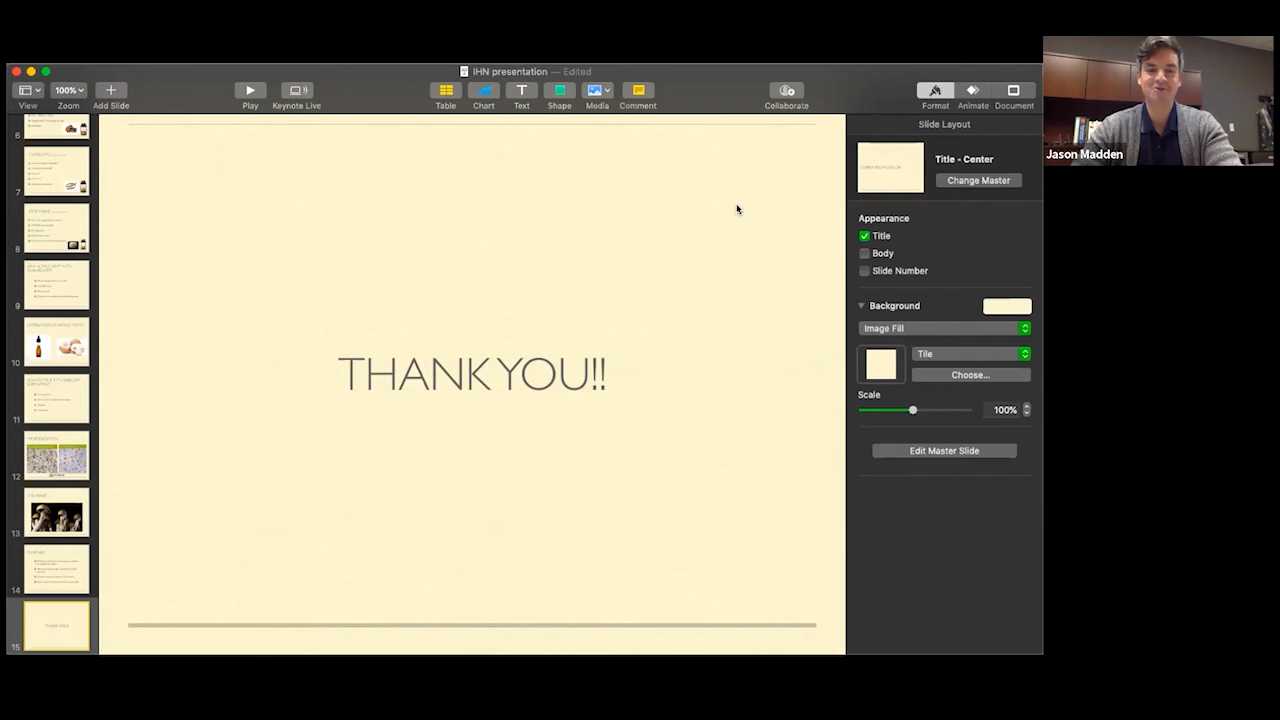 IHN presentation — Edited
View
100%
Zoom
Add Slide
Play
Keynote Live
Table
Chart
Text
Shape
Media
Comment
Collaborate
Format
Animate
Document
Slide Layout
Title - Center
Change Master
Appearance
Title
Body
Slide Number
Background
Image Fill
Tile
Choose...
Scale
100%
Edit Master Slide
6
7
8
9
10
11
12
13
14
15
THANK YOU!!
Jason Madden